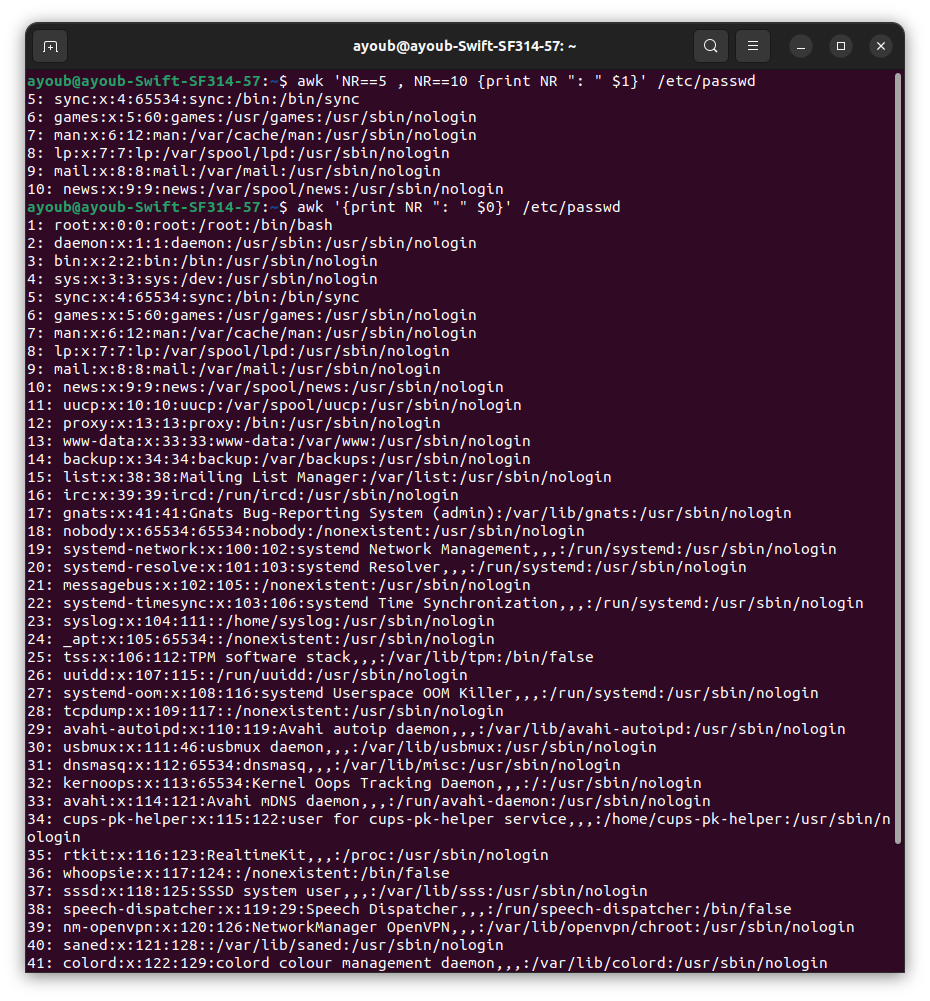 ayoub@ayoub-Swift-SF314-57: ~
ayoub@ayoub-Swift-SF314-57:~$ awk 'NR==5 , NR==10 {print NR ": " $1}' /etc/passwd
5: sync:x:4:65534:sync:/bin:/bin/sync
6: games:x:5:60:games:/usr/games:/usr/sbin/nologin
7: man:x:6:12:man:/var/cache/man:/usr/sbin/nologin
8: lp:x:7:7:lp:/var/spool/lpd:/usr/sbin/nologin
9: mail:x:8:8:mail:/var/mail:/usr/sbin/nologin
10: news:x:9:9:news:/var/spool/news:/usr/sbin/nologin
ayoub@ayoub-Swift-SF314-57:~$ awk '{print NR ": " $0}' /etc/passwd
1: root:x:0:0:root:/root:/bin/bash
2: daemon:x:1:1:daemon:/usr/sbin:/usr/sbin/nologin
3: bin:x:2:2:bin:/bin:/usr/sbin/nologin
4: sys:x:3:3:sys:/dev:/usr/sbin/nologin
5: sync:x:4:65534:sync:/bin:/bin/sync
6: games:x:5:60:games:/usr/games:/usr/sbin/nologin
7: man:x:6:12:man:/var/cache/man:/usr/sbin/nologin
8: lp:x:7:7:lp:/var/spool/lpd:/usr/sbin/nologin
9: mail:x:8:8:mail:/var/mail:/usr/sbin/nologin
10: news:x:9:9:news:/var/spool/news:/usr/sbin/nologin
11: uucp:x:10:10:uucp:/var/spool/uucp:/usr/sbin/nologin
12: proxy:x:13:13:proxy:/bin:/usr/sbin/nologin
13: www-data:x:33:33:www-data:/var/www:/usr/sbin/nologin
14: backup:x:34:34:backup:/var/backups:/usr/sbin/nologin
15: list:x:38:38:Mailing List Manager:/var/list:/usr/sbin/nologin
16: irc:x:39:39:ircd:/run/ircd:/usr/sbin/nologin
17: gnats:x:41:41:Gnats Bug-Reporting System (admin):/var/lib/gnats:/usr/sbin/nologin
18: nobody:x:65534:65534:nobody:/nonexistent:/usr/sbin/nologin
19: systemd-network:x:100:102:systemd Network Management,,,:/run/systemd:/usr/sbin/nologin
20: systemd-resolve:x:101:103:systemd Resolver,,,:/run/systemd:/usr/sbin/nologin
21: messagebus:x:102:105::/nonexistent:/usr/sbin/nologin
22: systemd-timesync:x:103:106:systemd Time Synchronization,,,:/run/systemd:/usr/sbin/nologin
23: syslog:x:104:111::/home/syslog:/usr/sbin/nologin
24: _apt:x:105:65534::/nonexistent:/usr/sbin/nologin
25: tss:x:106:112:TPM software stack,,,:/var/lib/tpm:/bin/false
26: uuidd:x:107:115::/run/uuidd:/usr/sbin/nologin
27: systemd-oom:x:108:116:systemd Userspace OOM Killer,,,:/run/systemd:/usr/sbin/nologin
28: tcpdump:x:109:117::/nonexistent:/usr/sbin/nologin
29: avahi-autoipd:x:110:119:Avahi autoip daemon,,,:/var/lib/avahi-autoipd:/usr/sbin/nologin
30: usbmux:x:111:46:usbmux daemon,,,:/var/lib/usbmux:/usr/sbin/nologin
31: dnsmasq:x:112:65534:dnsmasq,,,:/var/lib/misc:/usr/sbin/nologin
32: kernoops:x:113:65534:Kernel Oops Tracking Daemon,,,:/:/usr/sbin/nologin
33: avahi:x:114:121:Avahi mDNS daemon,,,:/run/avahi-daemon:/usr/sbin/nologin
34: cups-pk-helper:x:115:122:user for cups-pk-helper service,,,:/home/cups-pk-helper:/usr/sbin/n
ologin
35: rtkit:x:116:123:RealtimeKit,,,:/proc:/usr/sbin/nologin
36: whoopsie:x:117:124::/nonexistent:/bin/false
37: sssd:x:118:125:SSSD system user,,,:/var/lib/sss:/usr/sbin/nologin
38: speech-dispatcher:x:119:29:Speech Dispatcher,,,:/run/speech-dispatcher:/bin/false
39: nm-openvpn:x:120:126:NetworkManager OpenVPN,,,:/var/lib/openvpn/chroot:/usr/sbin/nologin
40: saned:x:121:128::/var/lib/saned:/usr/sbin/nologin
41: colord:x:122:129:colord colour management daemon,,,:/var/lib/colord:/usr/sbin/nologin